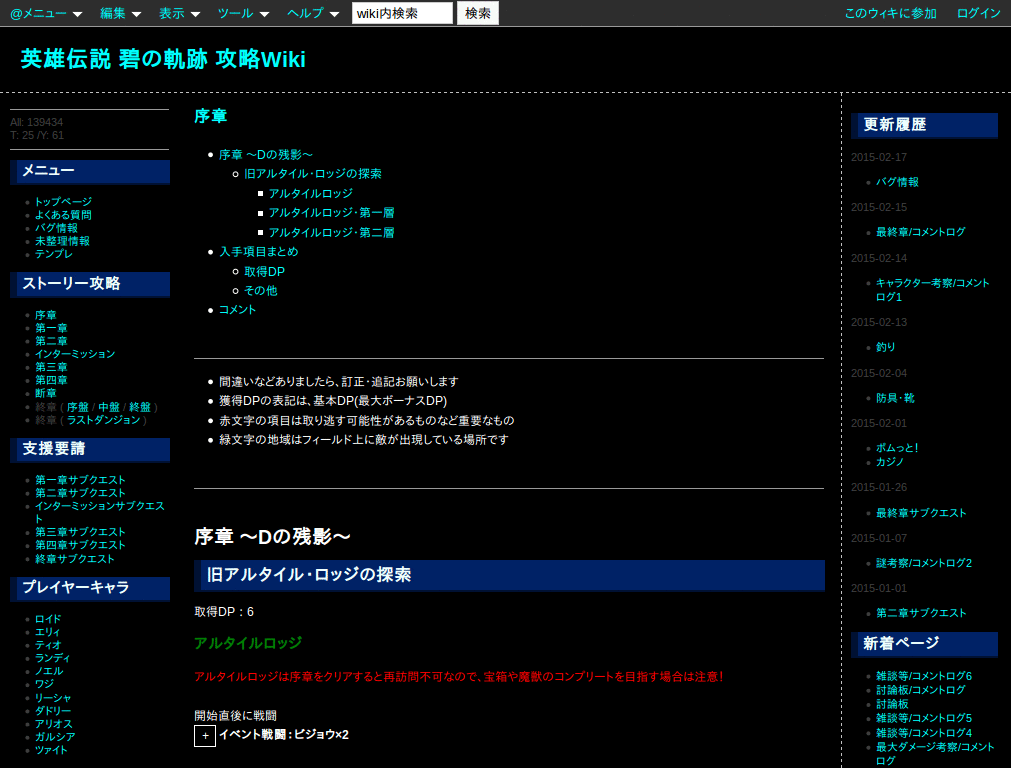 @メニュー 編集 表示 ツール ヘルプ wiki内検索 検索 このウィキに参加 ログイン
英雄伝説 碧の軌跡 攻略Wiki
All: 139434
T: 25 /Y: 61
メニュー
トップページ
よくある質問
バグ情報
未整理情報
テンプレ
ストーリー攻略
序章
第一章
第二章
インターミッション
第三章
第四章
断章
終章 ( 序盤 / 中盤 / 終盤 )
終章 ( ラストダンジョン )
支援要請
第一章サブクエスト
第二章サブクエスト
インターミッションサブクエス
ト
第三章サブクエスト
第四章サブクエスト
終章サブクエスト
プレイヤーキャラ
ロイド
エリィ
ティオ
ランディ
ノエル
ワジ
リーシャ
ダドリー
アリオス
ガルシア
ツァイト
序章
序章 ～Dの残影～
旧アルタイル・ロッジの探索
アルタイルロッジ
アルタイルロッジ・第一層
アルタイルロッジ・第二層
入手項目まとめ
取得DP
その他
コメント
間違いなどありましたら、訂正・追記お願いします
獲得DPの表記は、基本DP(最大ボーナスDP)
赤文字の項目は取り逃す可能性があるものなど重要なもの
緑文字の地域はフィールド上に敵が出現している場所です
序章 ～Dの残影～
旧アルタイル・ロッジの探索
取得DP：6
アルタイルロッジ
アルタイルロッジは序章をクリアすると再訪問不可なので、宝箱や魔獣のコンプリートを目指す場合は注意！
開始直後に戦闘
+ イベント戦闘：ビジョウ×2
更新履歴
2015-02-17
バグ情報
2015-02-15
最終章/コメントログ
2015-02-14
キャラクター考察/コメント
ログ1
2015-02-13
釣り
2015-02-04
防具・靴
2015-02-01
ポムっと！
カジノ
2015-01-26
最終章サブクエスト
2015-01-07
謎考察/コメントログ2
2015-01-01
第二章サブクエスト
新着ページ
雑談等/コメントログ6
討論板/コメントログ
討論板
雑談等/コメントログ5
雑談等/コメントログ4
最大ダメージ考察/コメント
ログ